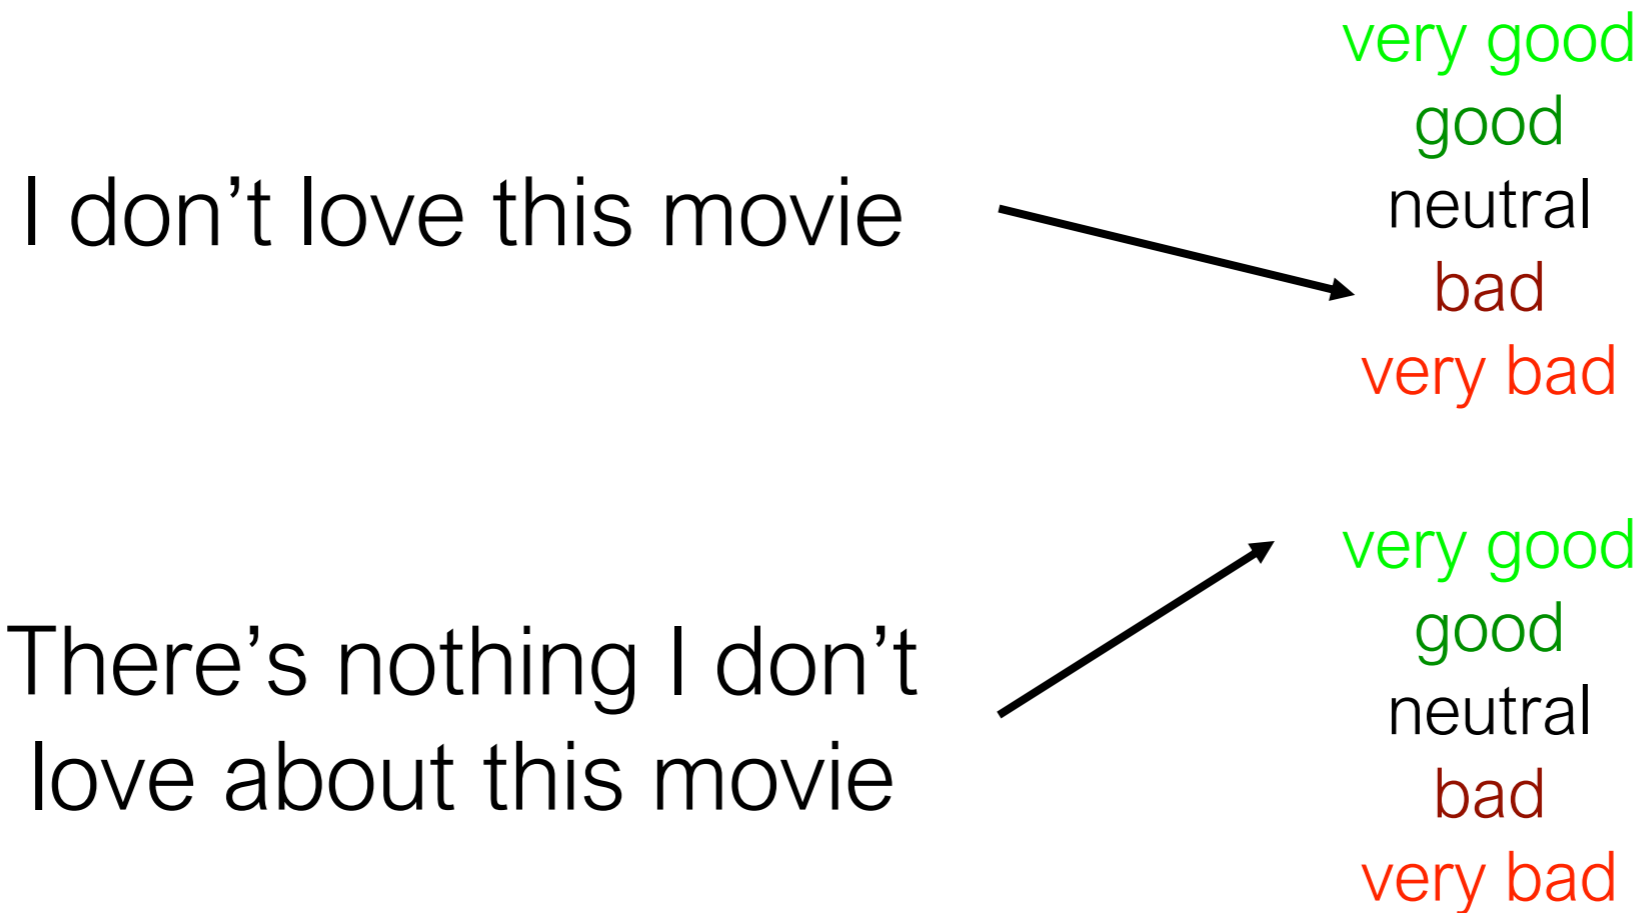 very good
good
I don’t love this movie
neutral
bad
very bad
very good
There’s nothing I don’t
love about this movie
good
neutral
bad
very bad